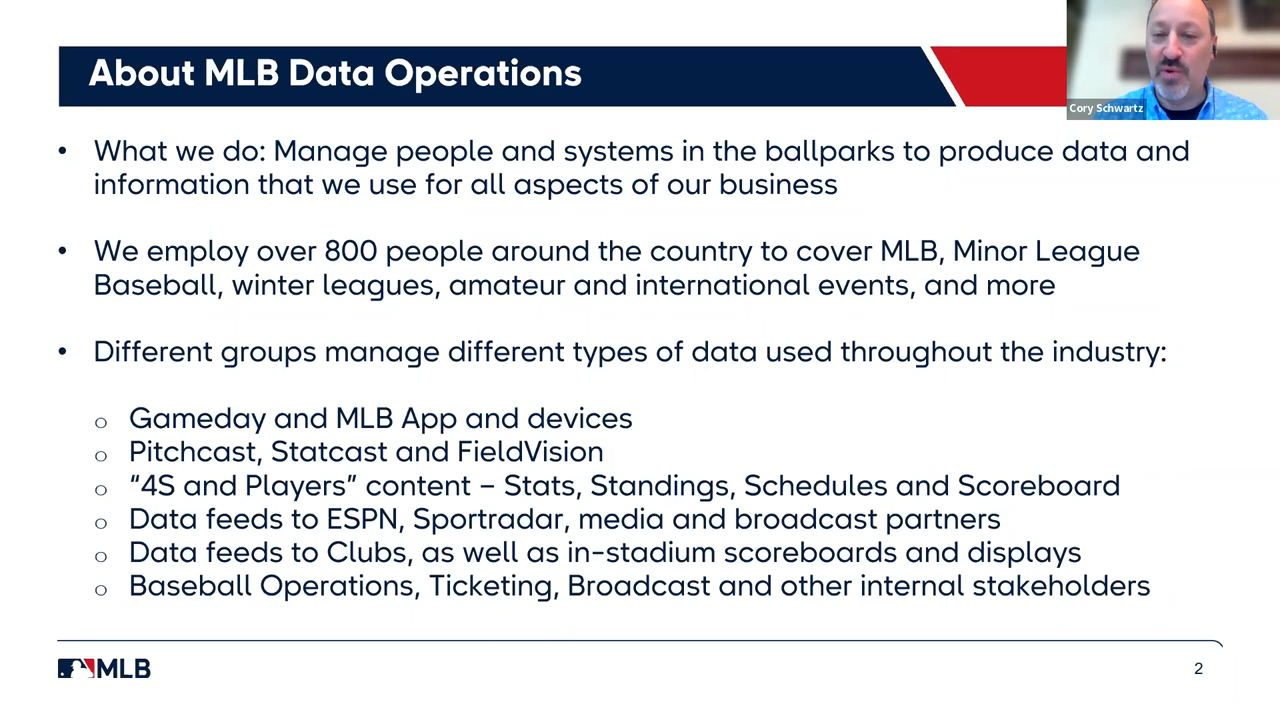 About MLB Data Operations
Cory Schwartz
• What we do: Manage people and systems in the ballparks to produce data and
information that we use for all aspects of our business
• We employ over 800 people around the country to cover MLB, Minor League
Baseball, winter leagues, amateur and international events, and more
• Different groups manage different types of data used throughout the industry:
o Gameday and MLB App and devices
o Pitchcast, Statcast and FieldVision
o “4S and Players” content – Stats, Standings, Schedules and Scoreboard
o Data feeds to ESPN, Sportradar, media and broadcast partners
o Data feeds to Clubs, as well as in-stadium scoreboards and displays
o Baseball Operations, Ticketing, Broadcast and other internal stakeholders
MLB
2